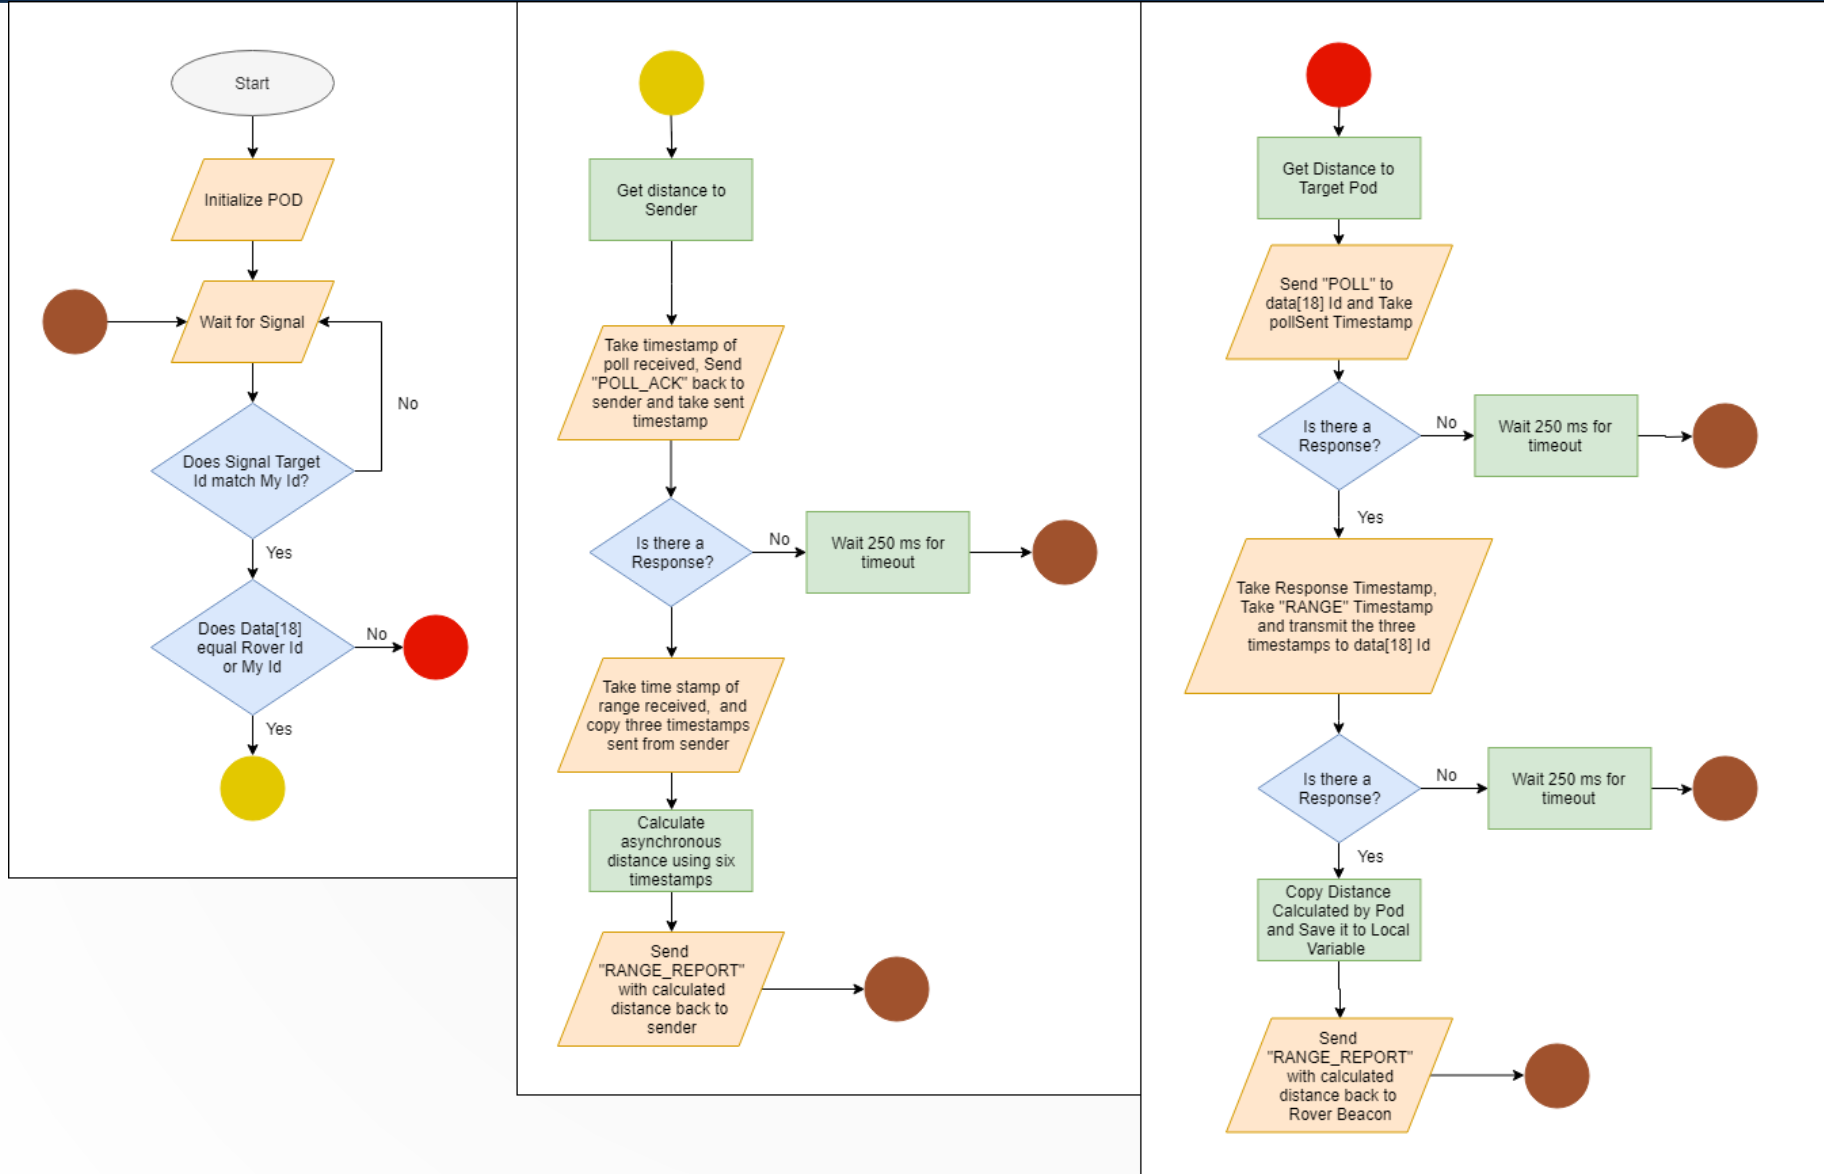 Start
Initialize POD
Wait for Signal
No
Does Signal Target
Id match My Id?
Yes
Does Data[18]
equal Rover Id
or My Id
No
Yes
Get distance to
Sender
Take timestamp of
poll received, Send
"POLL_ACK" back to
sender and take sent
timestamp
Is there a
Response?
No
Wait 250 ms for
timeout
Take time stamp of
range received, and
copy three timestamps
sent from sender
Calculate
asynchronous
distance using six
timestamps
Send
"RANGE_REPORT"
with calculated
distance back to
sender
Get Distance to
Target Pod
Send "POLL" to
data[18] Id and Take
pollSent Timestamp
Is there a
Response?
No
Wait 250 ms for
timeout
Yes
Take Response Timestamp,
Take "RANGE" Timestamp
and transmit the three
timestamps to data[18] Id
Is there a
Response?
No
Wait 250 ms for
timeout
Yes
Copy Distance
Calculated by Pod
and Save it to Local
Variable
Send
"RANGE_REPORT"
with calculated
distance back to
Rover Beacon